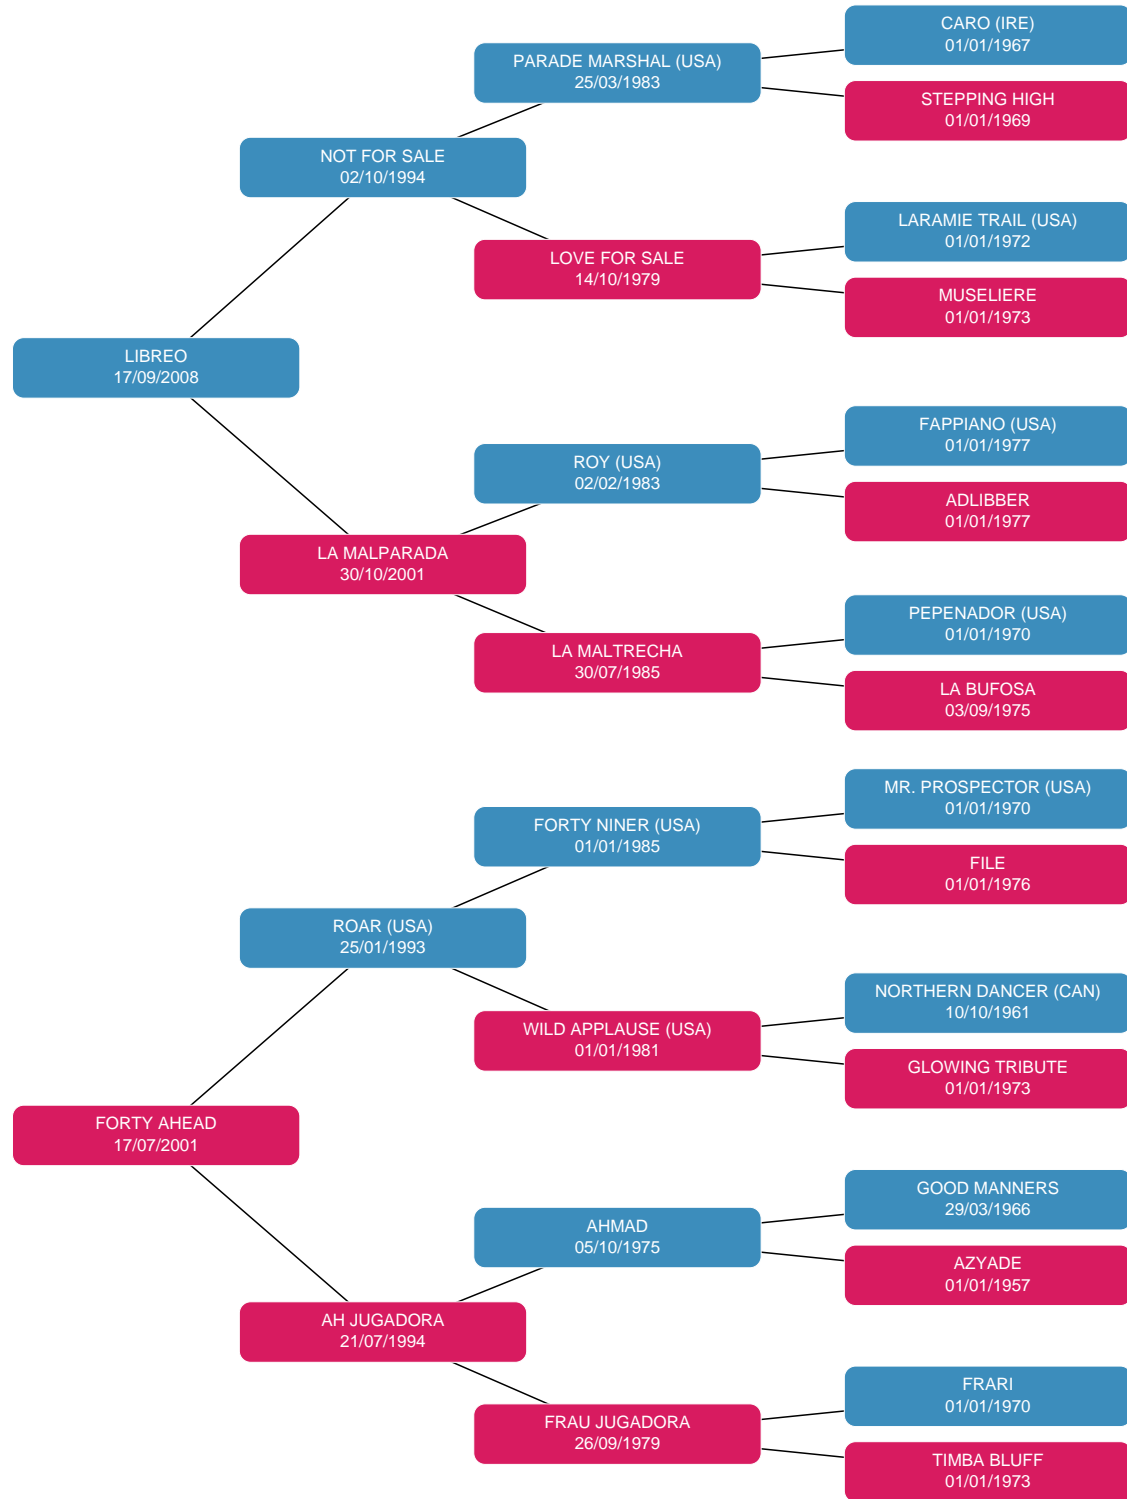 CARO (IRE)
01/01/1967
PARADE MARSHAL (USA)
25/03/1983
STEPPING HIGH
01/01/1969
NOT FOR SALE
02/10/1994
LARAMIE TRAIL (USA)
01/01/1972
LOVE FOR SALE
14/10/1979
MUSELIERE
01/01/1973
LIBREO
17/09/2008
FAPPIANO (USA)
01/01/1977
ROY (USA)
02/02/1983
ADLIBBER
01/01/1977
LA MALPARADA
30/10/2001
PEPENADOR (USA)
01/01/1970
LA MALTRECHA
30/07/1985
LA BUFOSA
03/09/1975
MR. PROSPECTOR (USA)
01/01/1970
FORTY NINER (USA)
01/01/1985
FILE
01/01/1976
ROAR (USA)
25/01/1993
NORTHERN DANCER (CAN)
10/10/1961
WILD APPLAUSE (USA)
01/01/1981
GLOWING TRIBUTE
01/01/1973
FORTY AHEAD
17/07/2001
GOOD MANNERS
29/03/1966
AHMAD
05/10/1975
AZYADE
01/01/1957
AH JUGADORA
21/07/1994
FRARI
01/01/1970
FRAU JUGADORA
26/09/1979
TIMBA BLUFF
01/01/1973